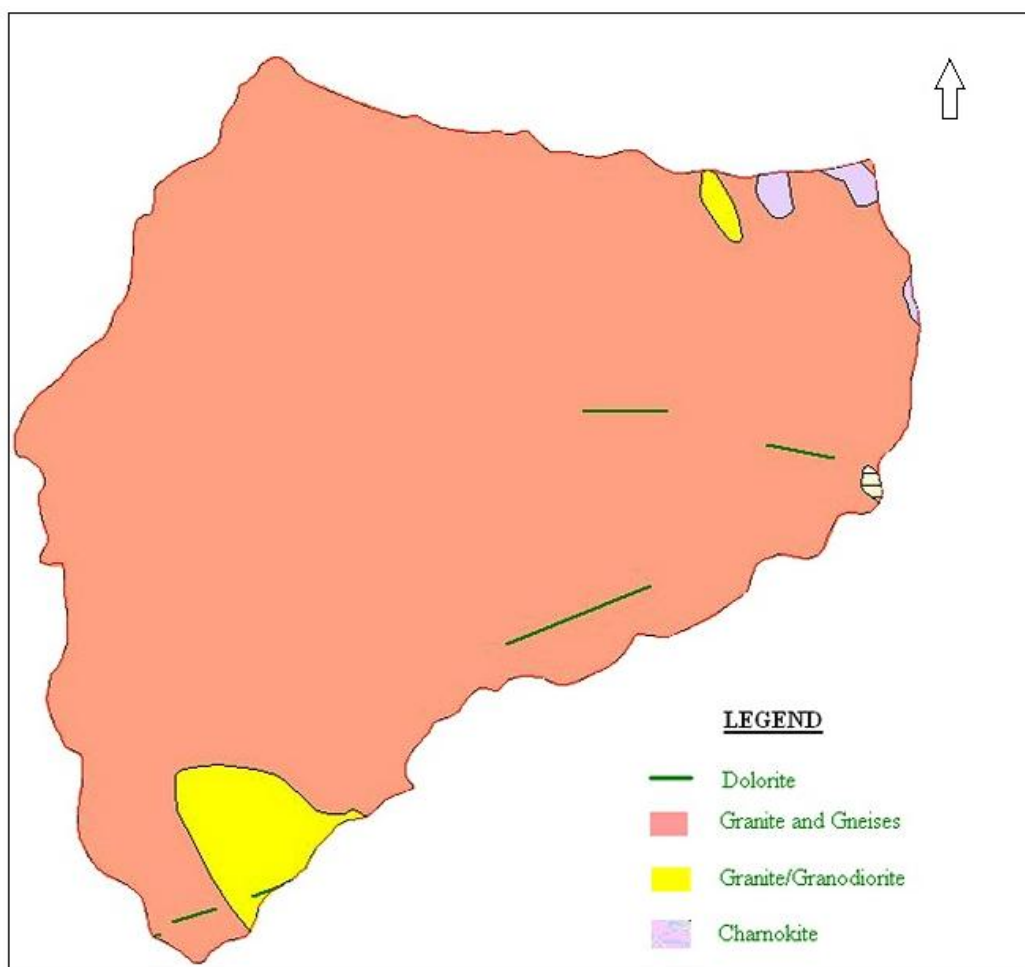 LEGEND
Dolorite
Granite and Gneises
Granite/Granodiorite
Charnokite